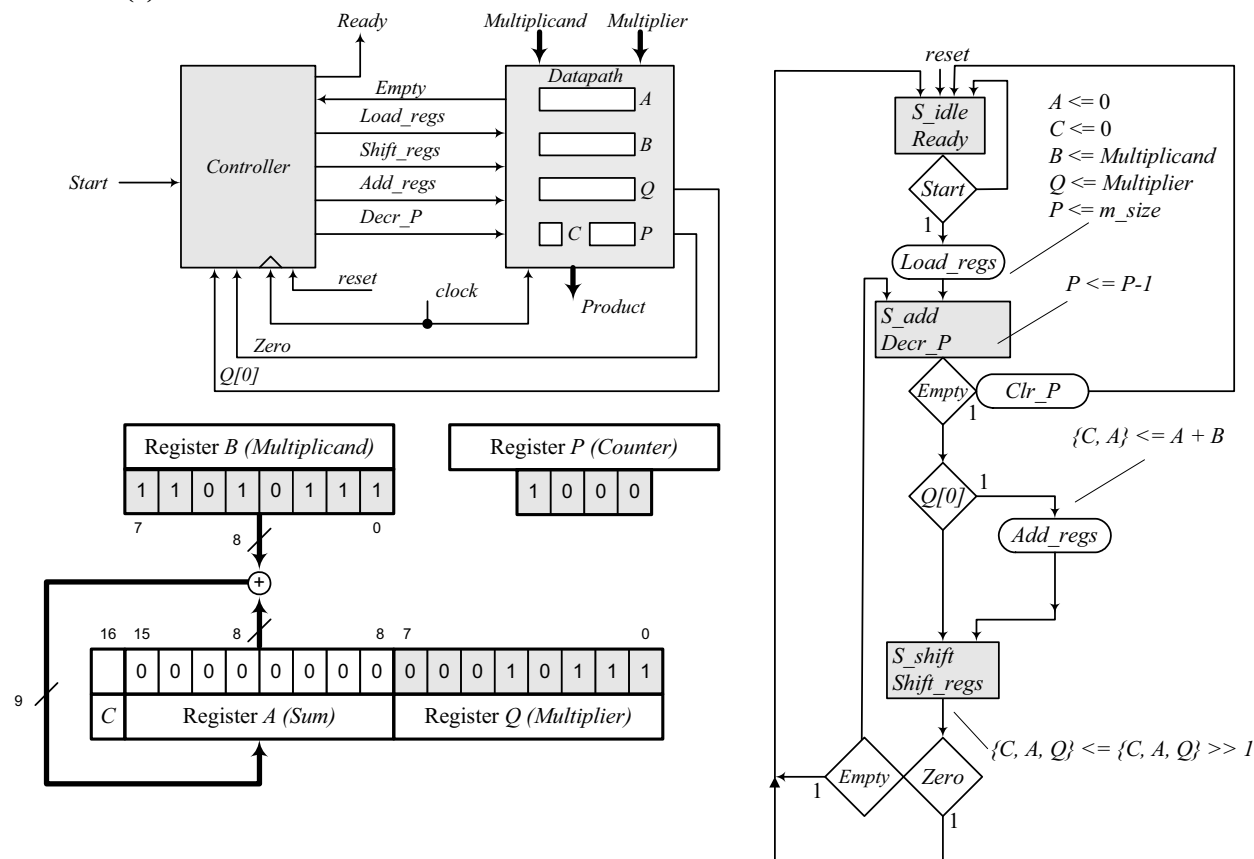 Ready
Multiplicand
Multiplier
Datapath
Empty
A
Load_regs
B
Shift_regs
Controller
Start
Add_regs
Q
Decr_P
C
P
reset
clock
Product
Zero
Q[0]
reset
S_idle
Ready
A <= 0
C <= 0
B <= Multiplicand
Q <= Multiplier
P <= m_size
Start
1
Load_regs
P <= P-1
S_add
Decr_P
Empty
1
Clr_P
{C, A} <= A + B
Q[0]
1
Add_regs
S_shift
Shift_regs
{C, A, Q} <= {C, A, Q} >> 1
Empty
1
Zero
1
Register B (Multiplicand)
1 1 0 1 0 1 1 1
7 8 0
Register P (Counter)
1 0 0 0
+
16 15 8 8 7 0
0 0 0 0 0 0 0 0 0 0 0 1 0 1 1 1
9
C Register A (Sum) Register Q (Multiplier)